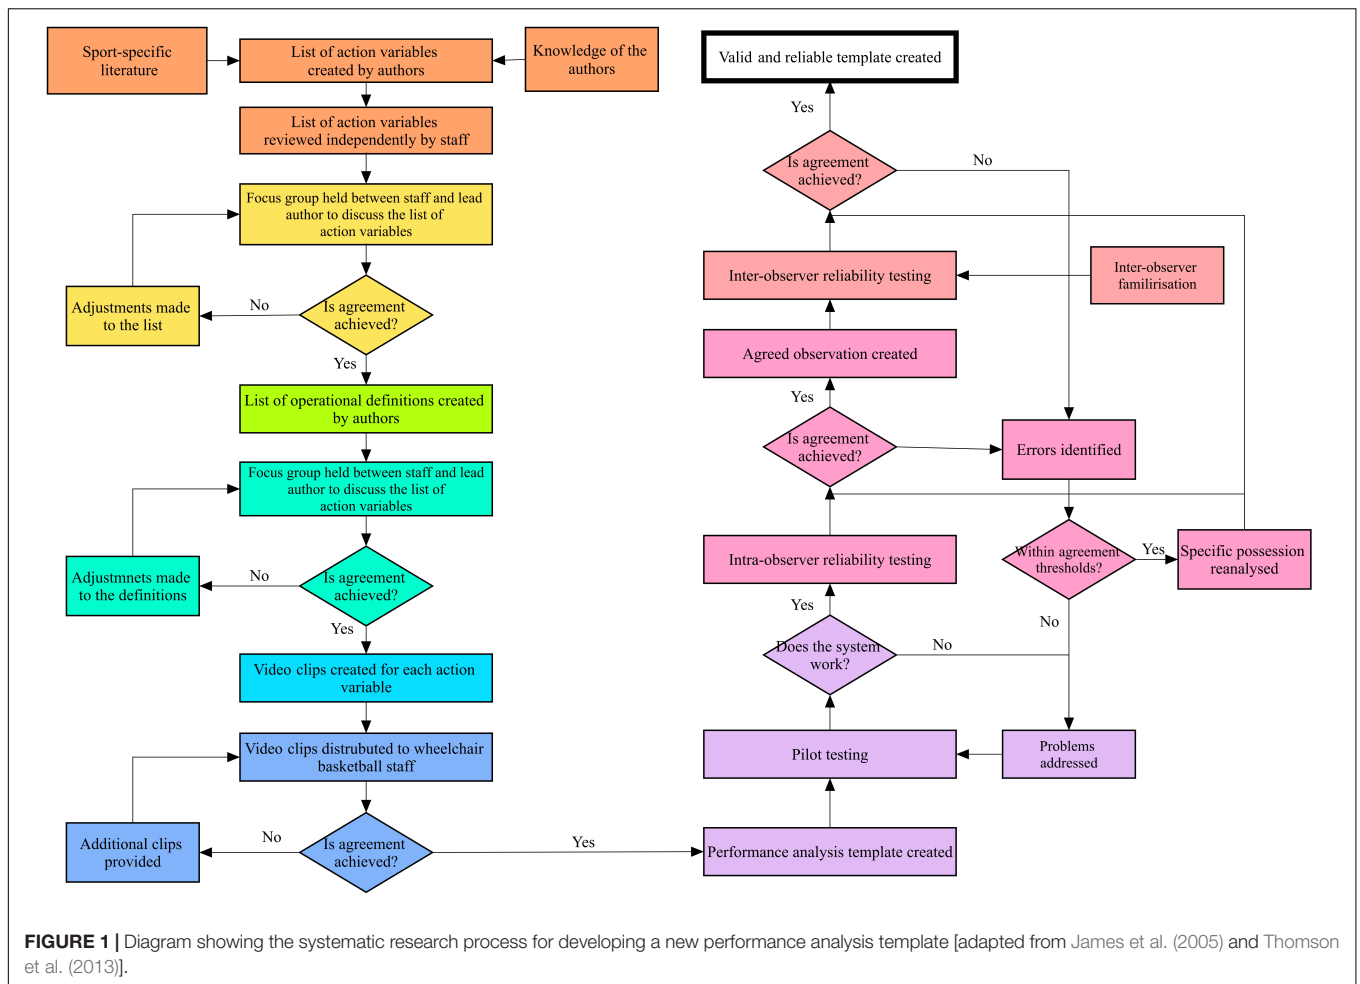 Sport-specific
literature
List of action variables
created by authors
Knowledge of the
authors
List of action variables
reviewed independently by staff
Focus group held between staff and lead
author to discuss the list of
action variables
Is agreement
achieved?
No
Adjustments made
to the list
Yes
List of operational definitions created
by authors
Focus group held between staff and lead
author to discuss the list of
action variables
Is agreement
achieved?
No
Adjustmnets made
to the definitions
Yes
Video clips created for each action
variable
Video clips distrubuted to wheelchair
basketball staff
Is agreement
achieved?
No
Additional clips
provided
Yes
Valid and reliable template created
Yes
Is agreement
achieved?
No
Inter-observer reliability testing
Inter-observer
familirisation
Agreed observation created
Yes
Is agreement
achieved?
Errors identified
Intra-observer reliability testing
Within agreement
thresholds?
Yes
Specific possession
reanalysed
Yes
No
Does the system
work?
No
Pilot testing
Problems
addressed
Performance analysis template created
FIGURE 1 | Diagram showing the systematic research process for developing a new performance analysis template [adapted from James et al. (2005) and Thomson
et al. (2013)].